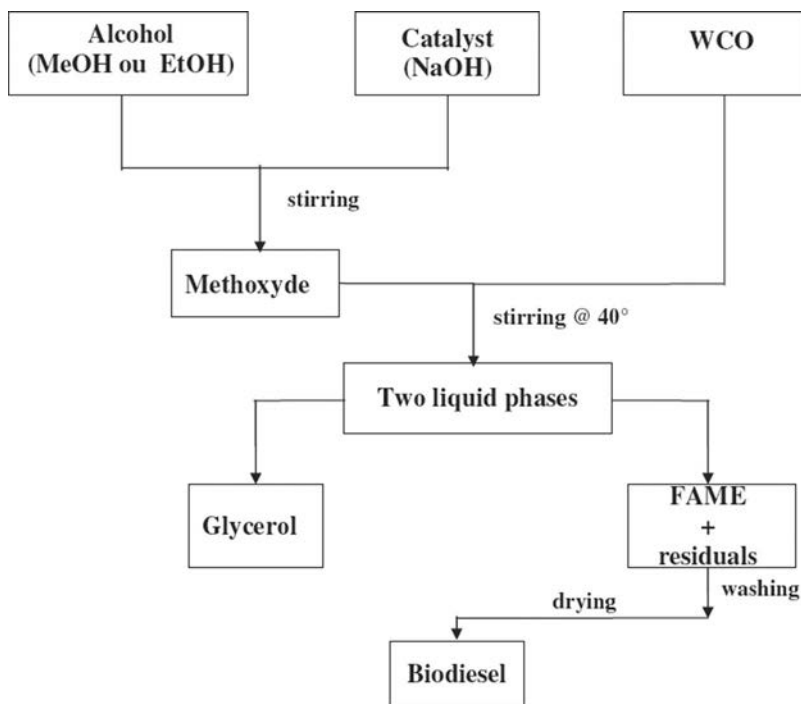 Alcohol
(MeOH ou EtOH)
Catalyst
(NaOH)
WCO
stirring
Methoxyde
stirring @ 40°
Two liquid phases
Glycerol
FAME
+
residuals
washing
drying
Biodiesel